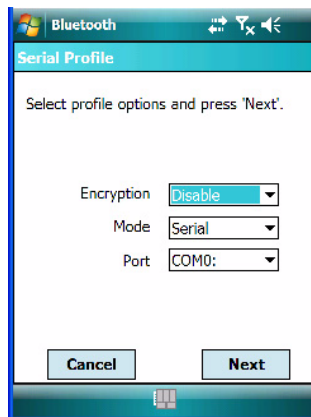 Bluetooth
Serial Profile
Select profile options and press 'Next'.
Encryption Disable
Mode Serial
Port COM0:
Cancel Next